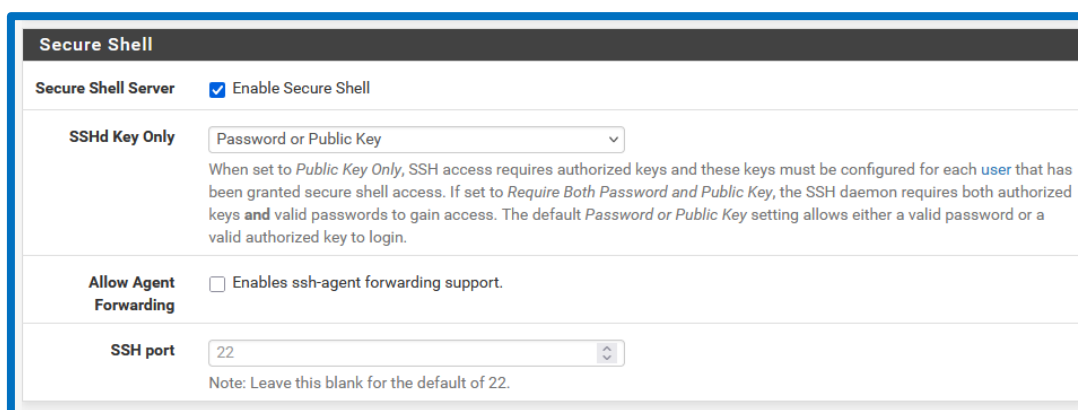 Secure Shell
Secure Shell Server
Enable Secure Shell
SSHd Key Only
Password or Public Key
When set to Public Key Only, SSH access requires authorized keys and these keys must be configured for each user that has
been granted secure shell access. If set to Require Both Password and Public Key, the SSH daemon requires both authorized
keys and valid passwords to gain access. The default Password or Public Key setting allows either a valid password or a
valid authorized key to login.
Allow Agent
Forwarding
Enables ssh-agent forwarding support.
SSH port
22
Note: Leave this blank for the default of 22.